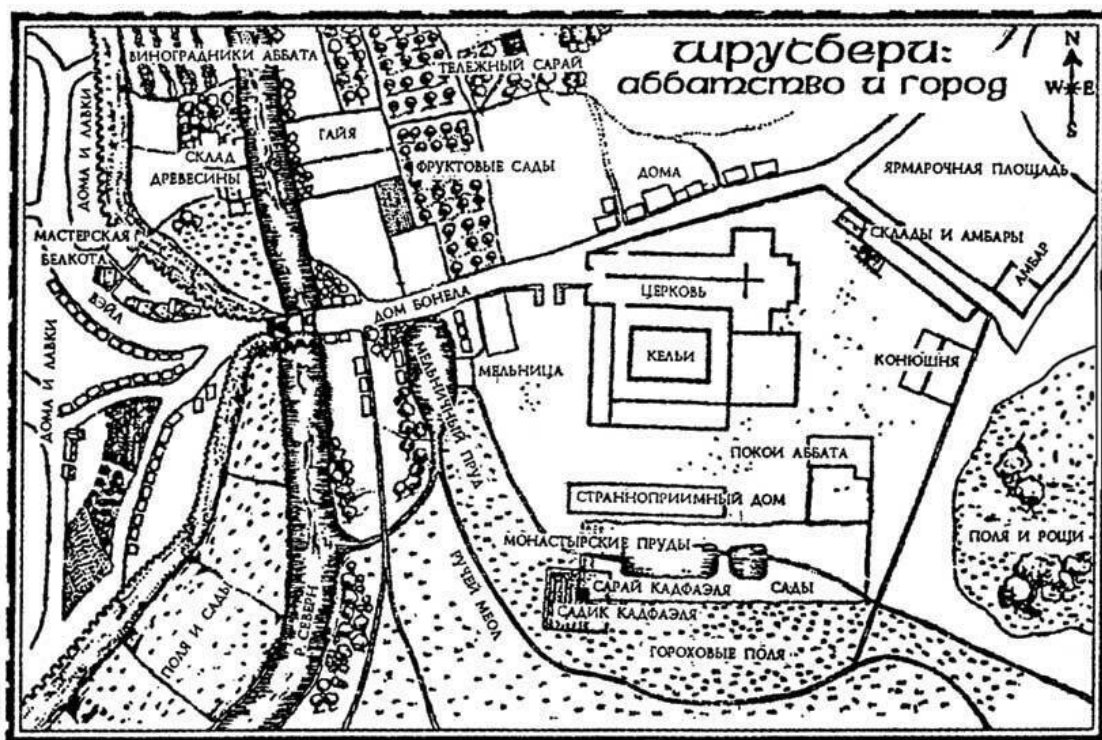 ШРУСБЕРИ:
АББАТСТВО И ГОРОД
N
W E
S
ВИНОГРАДНИКИ АББАТА
ТЕЛЕЖНЫЙ САРАЙ
ДОМА И ЛАВКИ
СКЛАД
ДРЕВЕСИНЫ
ГАЙЯ
ФРУКТОВЫЕ САДЫ
ДОМА
ЯРМАРОЧНАЯ ПЛОЩАДЬ
СКЛАДЫ И АМБАРЫ
АМБАР
МАСТЕРСКАЯ
БЕЛКОТА
ВЭЙЛ
ДОМ БОНЕЛА
ЦЕРКОВЬ
КЕЛЬИ
КОНЮШНЯ
ДОМА И ЛАВКИ
МЕЛЬНИЦА
МЕЛЬНИЧНЫЙ ПРУД
ПОКОИ АББАТА
СТРАННОПРИИМНЫЙ ДОМ
МОНАСТЫРСКИЕ ПРУДЫ
ПОЛЯ И РОЩИ
САРАЙ КАДФАЭЛЯ
САДЫ
САДИК КАДФАЭЛЯ
РУЧЕЙ МЕОЛ
ПОЛЯ И САДЫ
Р. СЕВЕРН
ГОРОХОВЫЕ ПОЛЯ